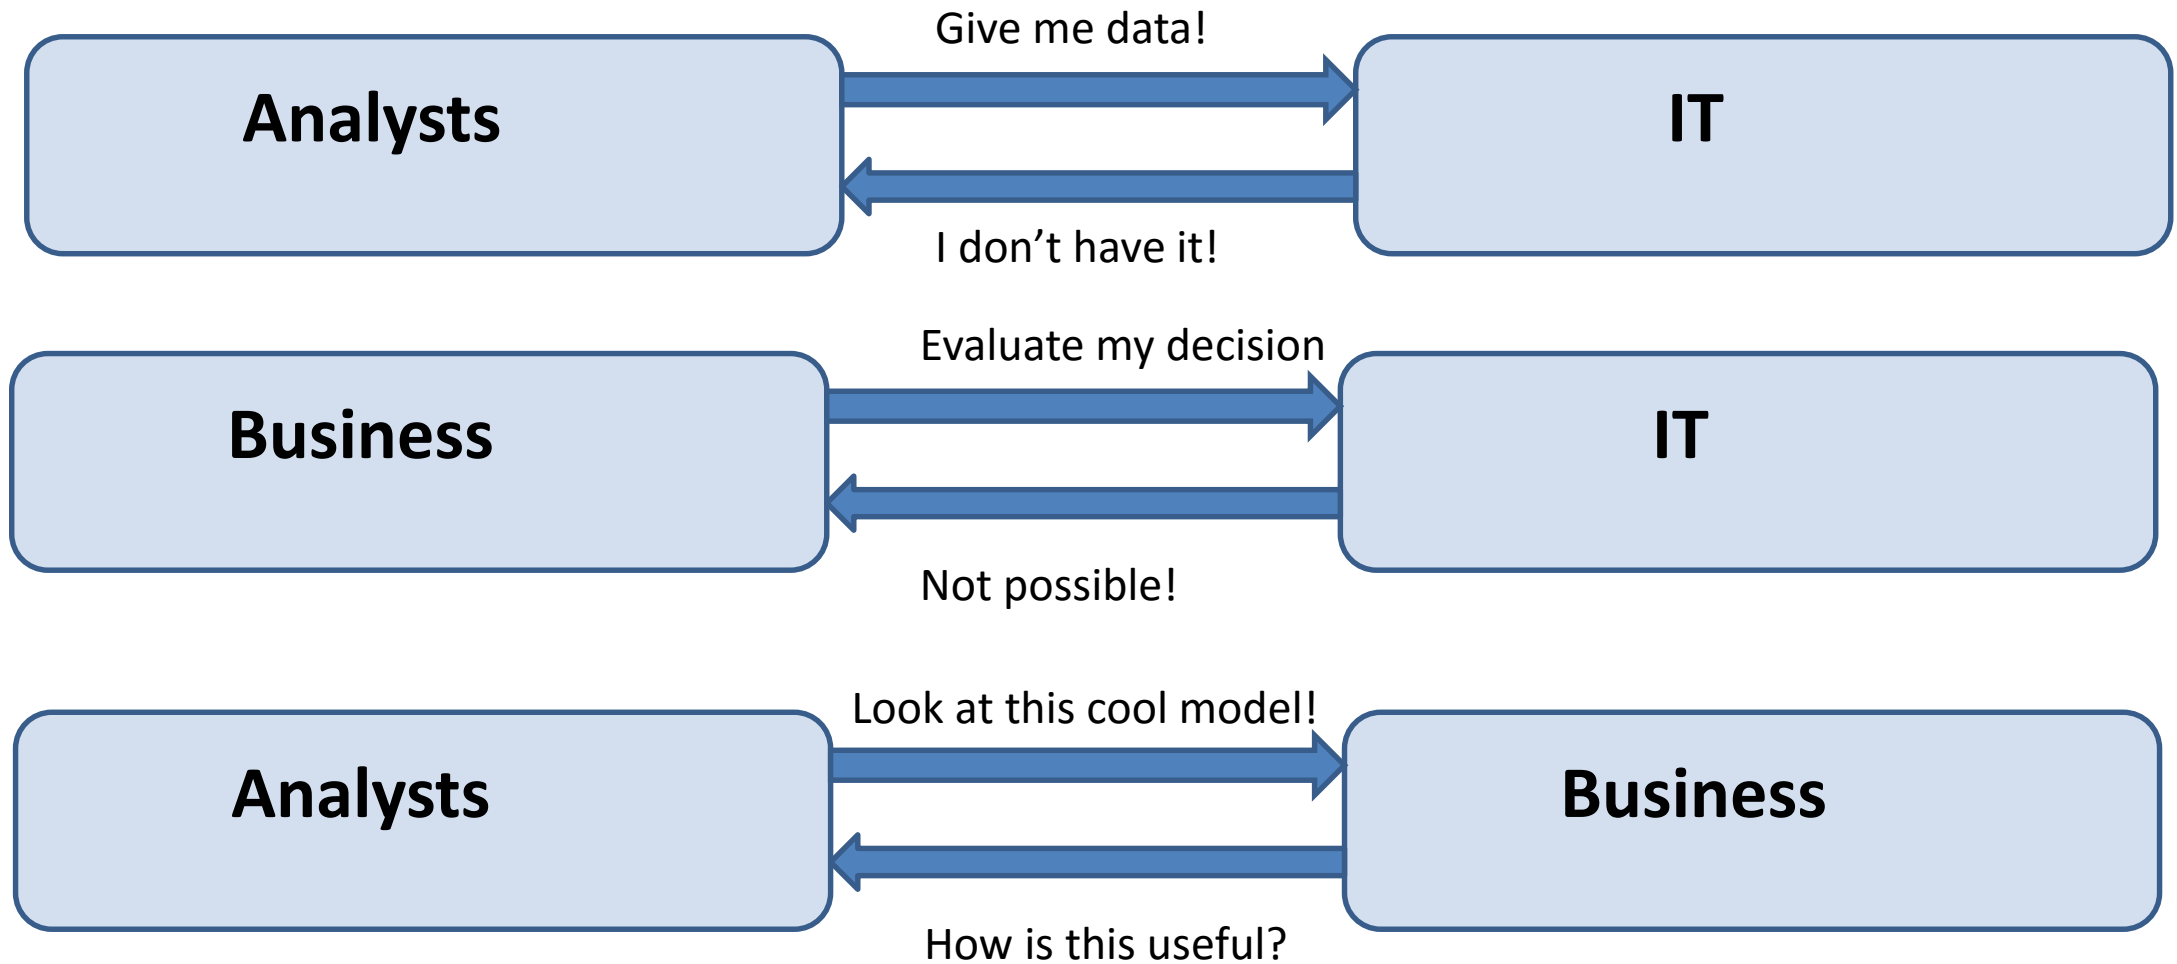 Give me data!
Analysts
IT
I don’t have it!
Evaluate my decision
Business
IT
Not possible!
Look at this cool model!
Analysts
Business
How is this useful?